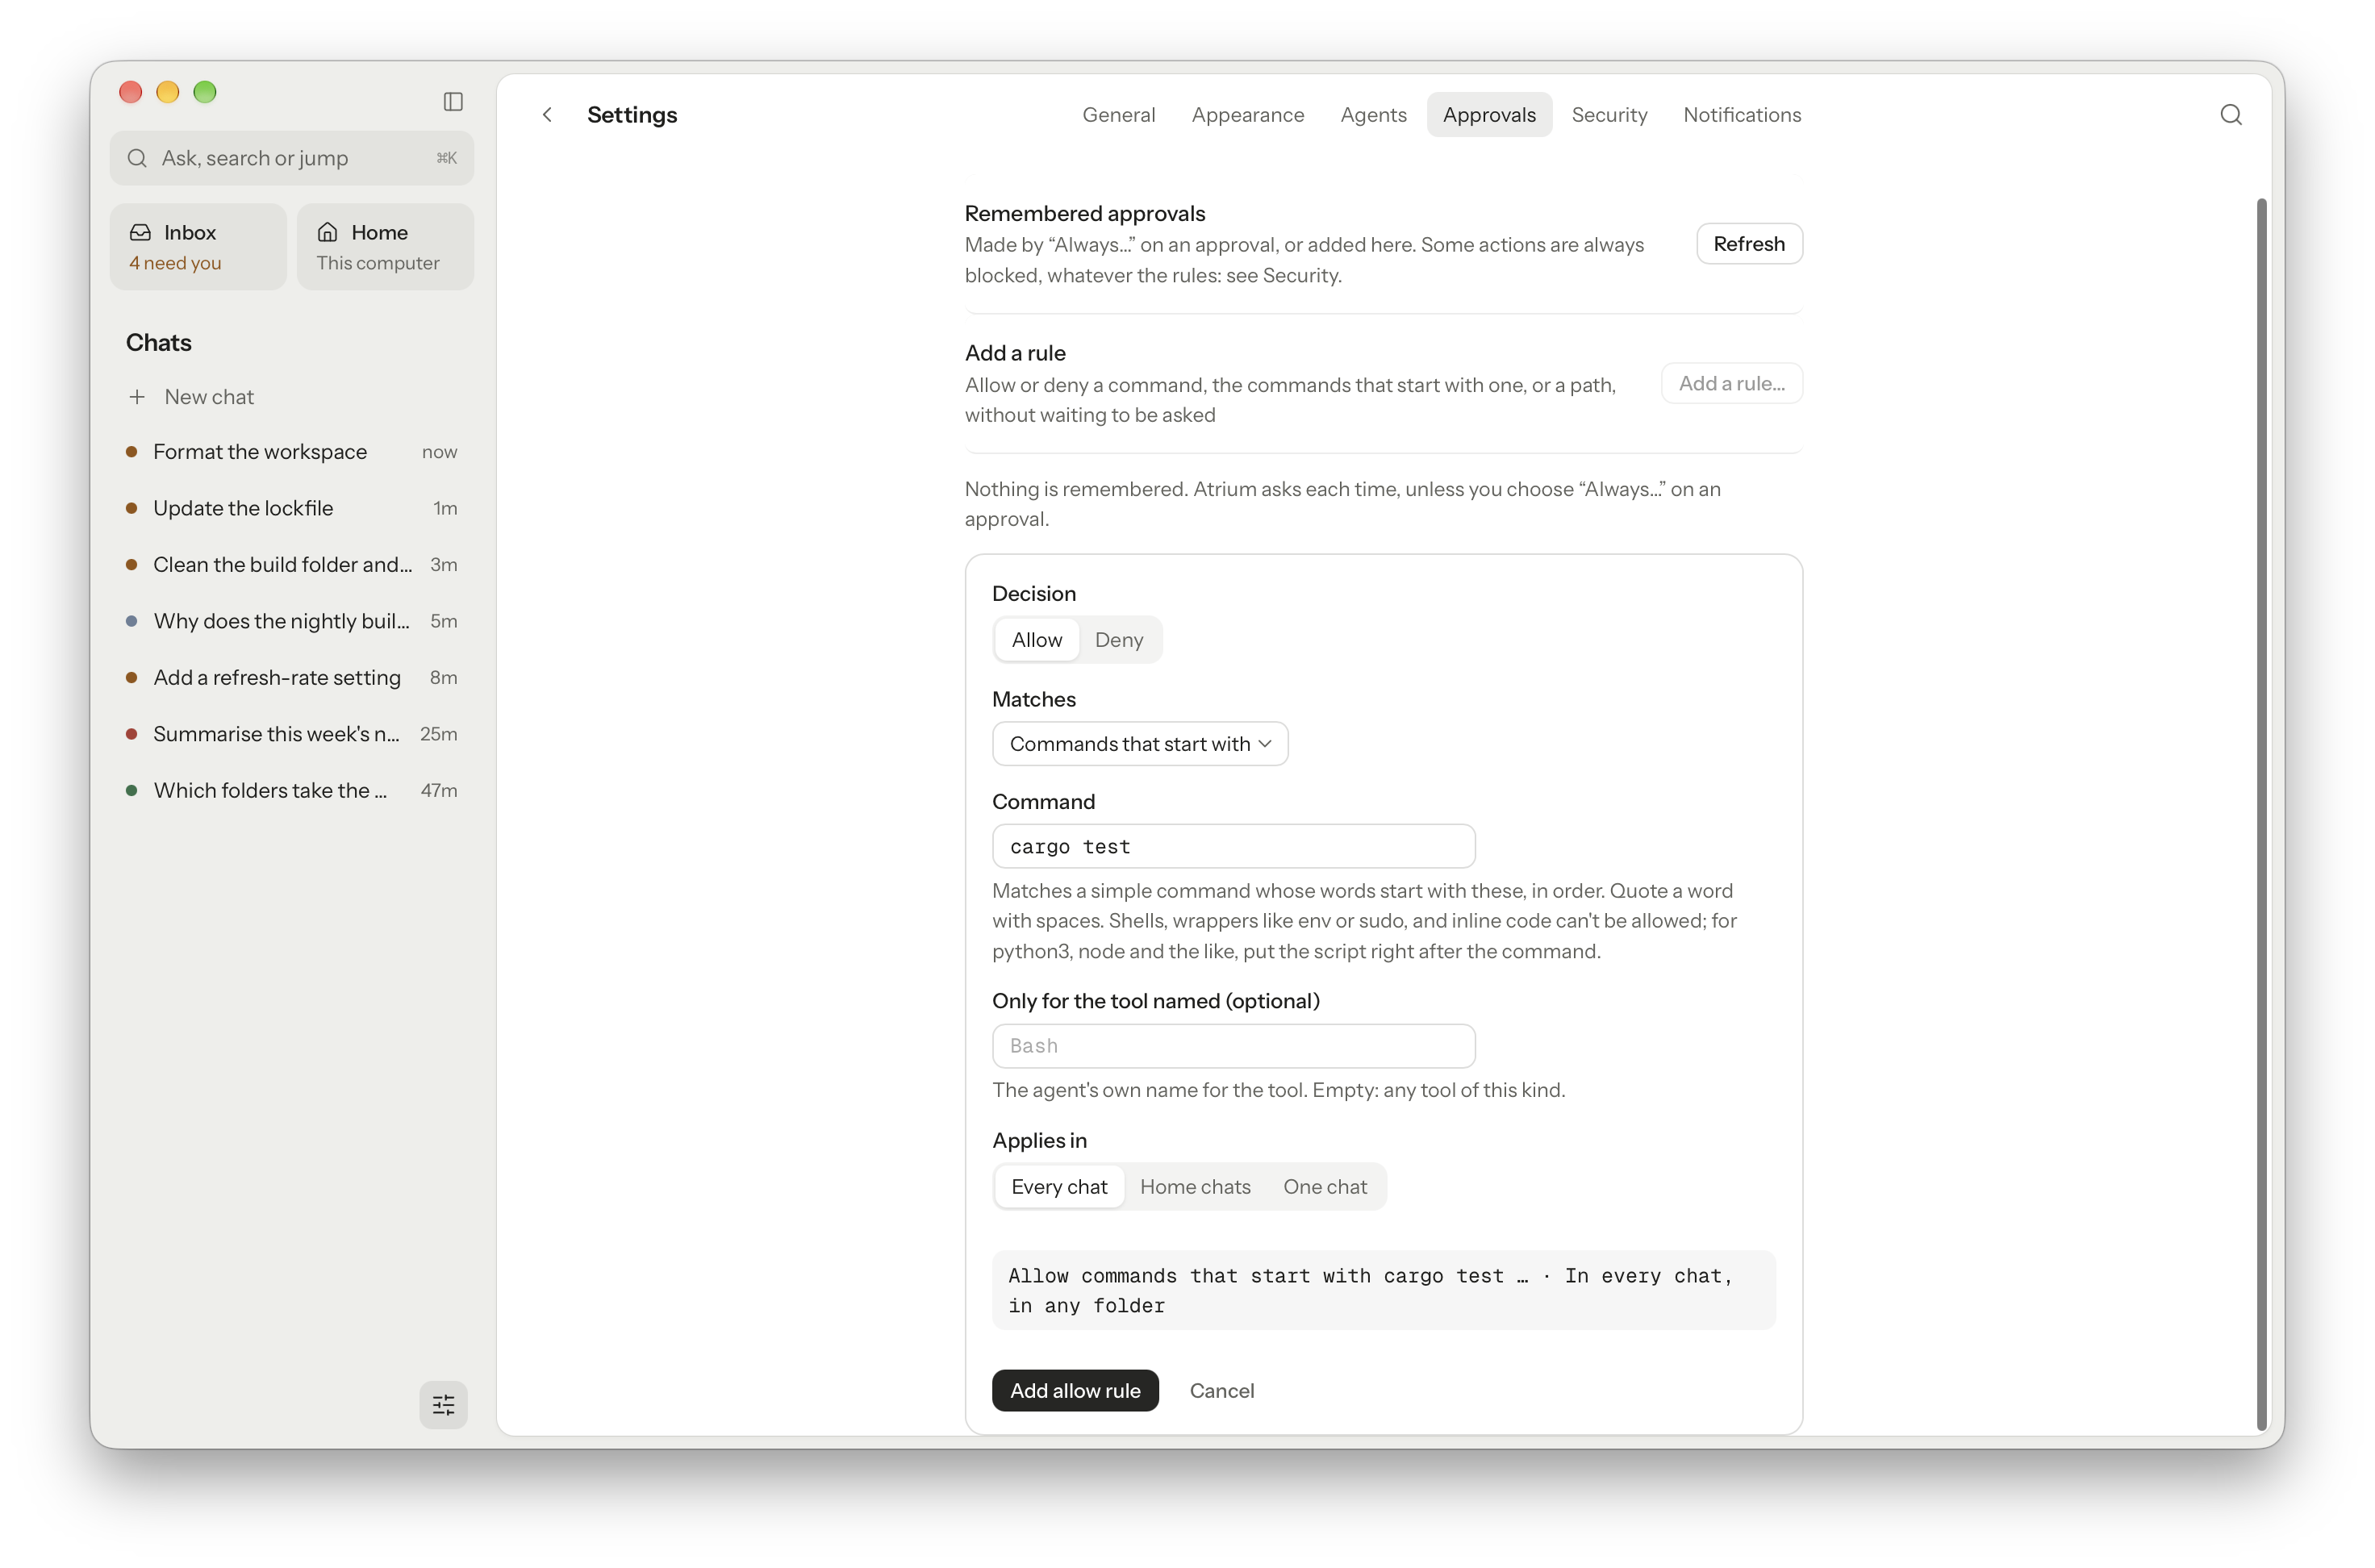 Ask, search or jump ⌘K
Inbox
4 need you
Home
This computer
Chats
New chat
Format the workspace now
Update the lockfile 1m
Clean the build folder and... 3m
Why does the nightly buil... 5m
Add a refresh-rate setting 8m
Summarise this week's n... 25m
Which folders take the ... 47m
Settings
General Appearance Agents Approvals Security Notifications
Remembered approvals
Made by “Always…” on an approval, or added here. Some actions are always
blocked, whatever the rules: see Security.
Refresh
Add a rule
Allow or deny a command, the commands that start with one, or a path,
without waiting to be asked
Add a rule…
Nothing is remembered. Atrium asks each time, unless you choose “Always…” on an
approval.
Decision
Allow Deny
Matches
Commands that start with
Command
cargo test
Matches a simple command whose words start with these, in order. Quote a word
with spaces. Shells, wrappers like env or sudo, and inline code can't be allowed; for
python3, node and the like, put the script right after the command.
Only for the tool named (optional)
Bash
The agent's own name for the tool. Empty: any tool of this kind.
Applies in
Every chat Home chats One chat
Allow commands that start with cargo test … · In every chat,
in any folder
Add allow rule Cancel